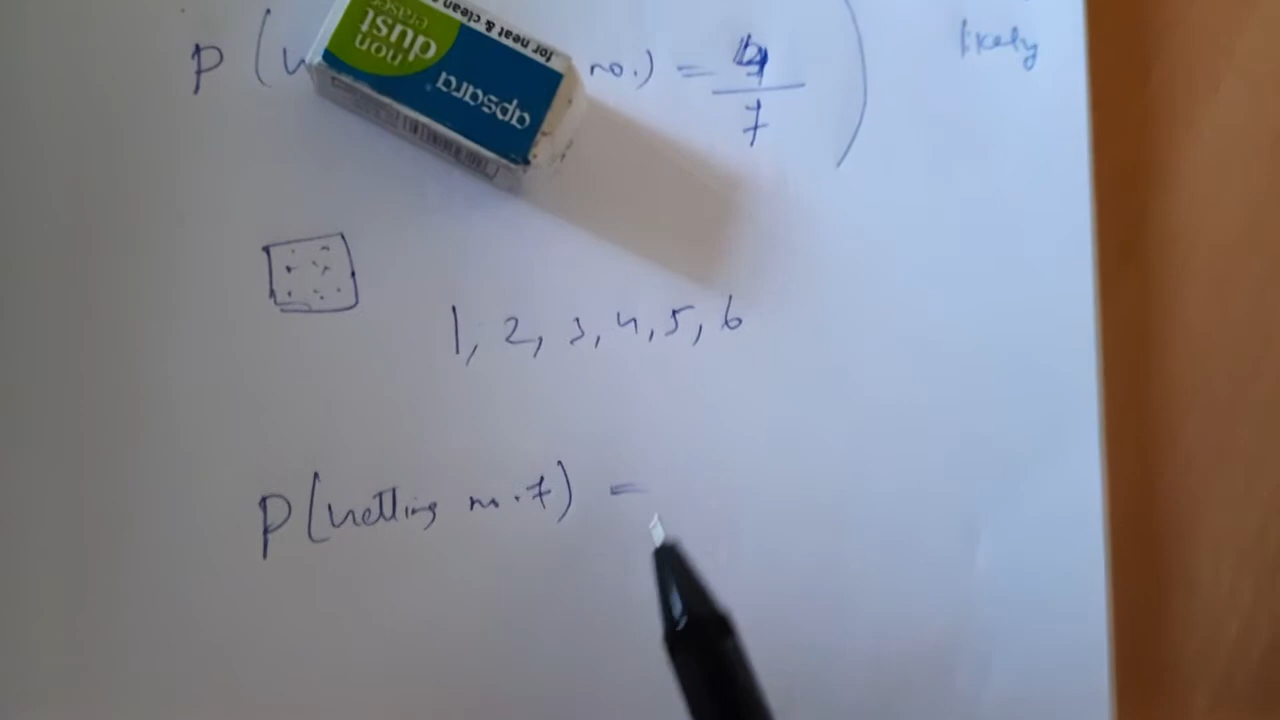 likely
P ( no.) = 4/7 )
for neat & clean
non
dust
eraser
apsara
1, 2, 3, 4, 5, 6
P(getting no. 7) =